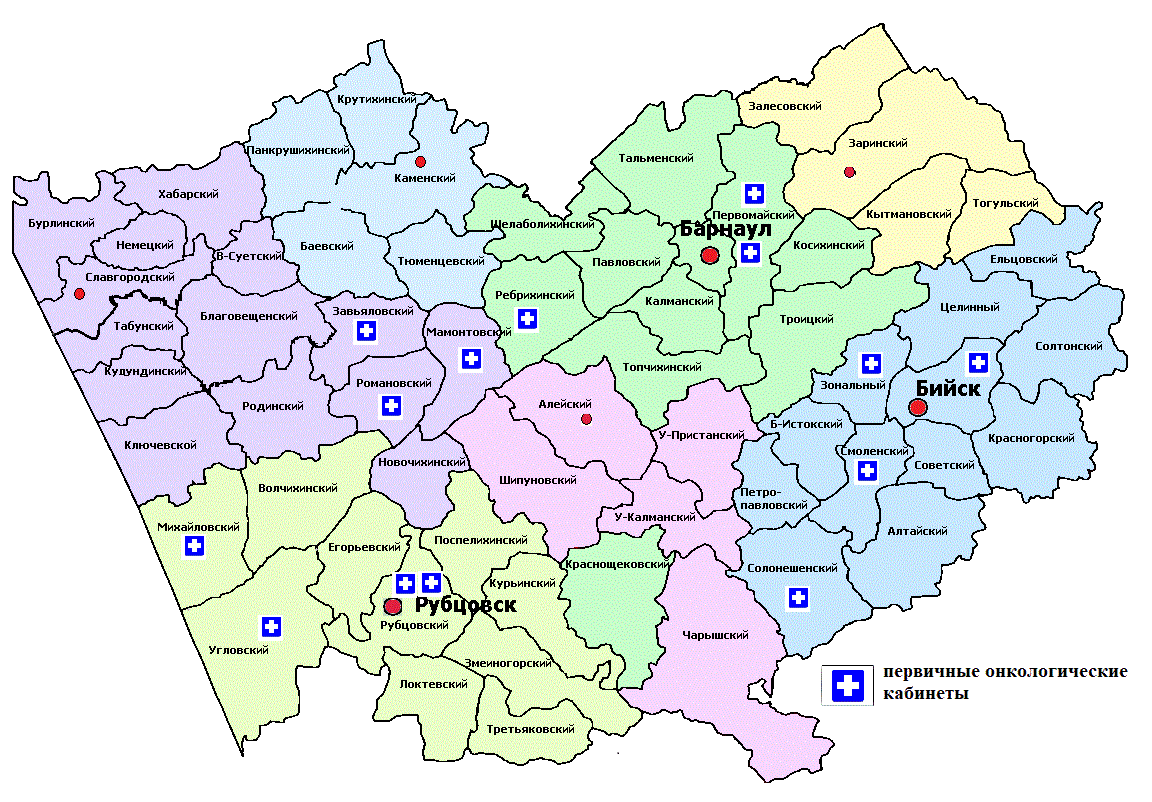 Залесовский
Крутихинский
Заринский
Панкрушихинский
Тальменский
Каменский
Хабарский
Тогульский
Кытмановский
Первомайский
Бурлинский
Шелаболихинский
Барнаул
Немецкий
Баевский
Косихинский
В-Суетский
Тюменцевский
Павловский
Ельцовский
Славгородский
Ребрихинский
Калманский
Целинный
Завьяловский
Благовещенский
Троицкий
Табунский
Мамонтовский
Солтонский
Топчихинский
Кудундинский
Романовский
Зональный
Бийск
Родинский
Алейский
Б-Истокский
У-Пристанский
Красногорский
Ключевской
Смоленский
Новочихинский
Советский
Шипуновский
Волчихинский
Петро-
павловский
У-Калманский
Михайловский
Алтайский
Поспелихинский
Егорьевский
Краснощековский
Солонешенский
Курьинский
Рубцовск
Рубцовский
Чарышский
Угловский
Змеиногорский
первичные онкологические
кабинеты
Локтевский
Третьяковский